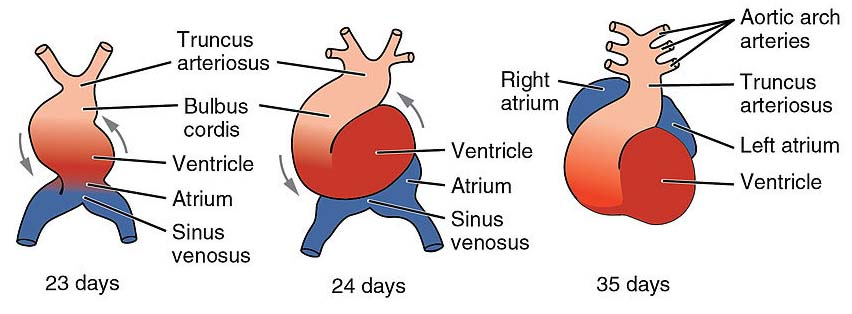 Truncus
arteriosus
Bulbus
cordis
Ventricle
Atrium
Sinus
venosus
23 days
Ventricle
Atrium
Sinus
venosus
24 days
Aortic arch
arteries
Right
atrium
Truncus
arteriosus
Left atrium
Ventricle
35 days